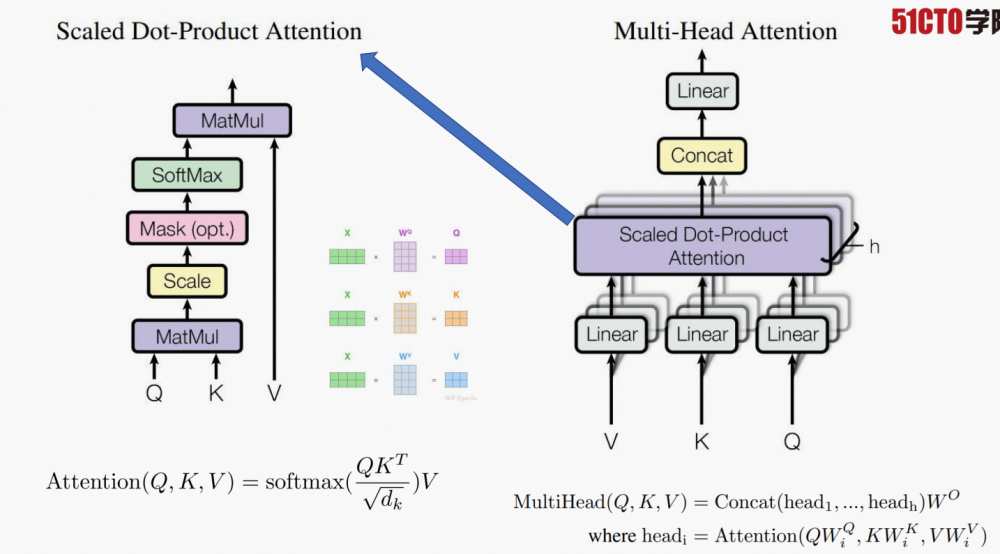 51CTO学院
Scaled Dot-Product Attention
MatMul
SoftMax
Mask (opt.)
Scale
MatMul
Q K V
X W^Q Q
× =
X W^K K
× =
X W^V V
× =
Attention(Q, K, V) = softmax(QK^T / √d_k)V
Multi-Head Attention
Linear
Concat
Scaled Dot-Product
Attention
h
Linear Linear Linear
V K Q
MultiHead(Q, K, V) = Concat(head_1, ..., head_h)W^O
where head_i = Attention(QW_i^Q, KW_i^K, VW_i^V)